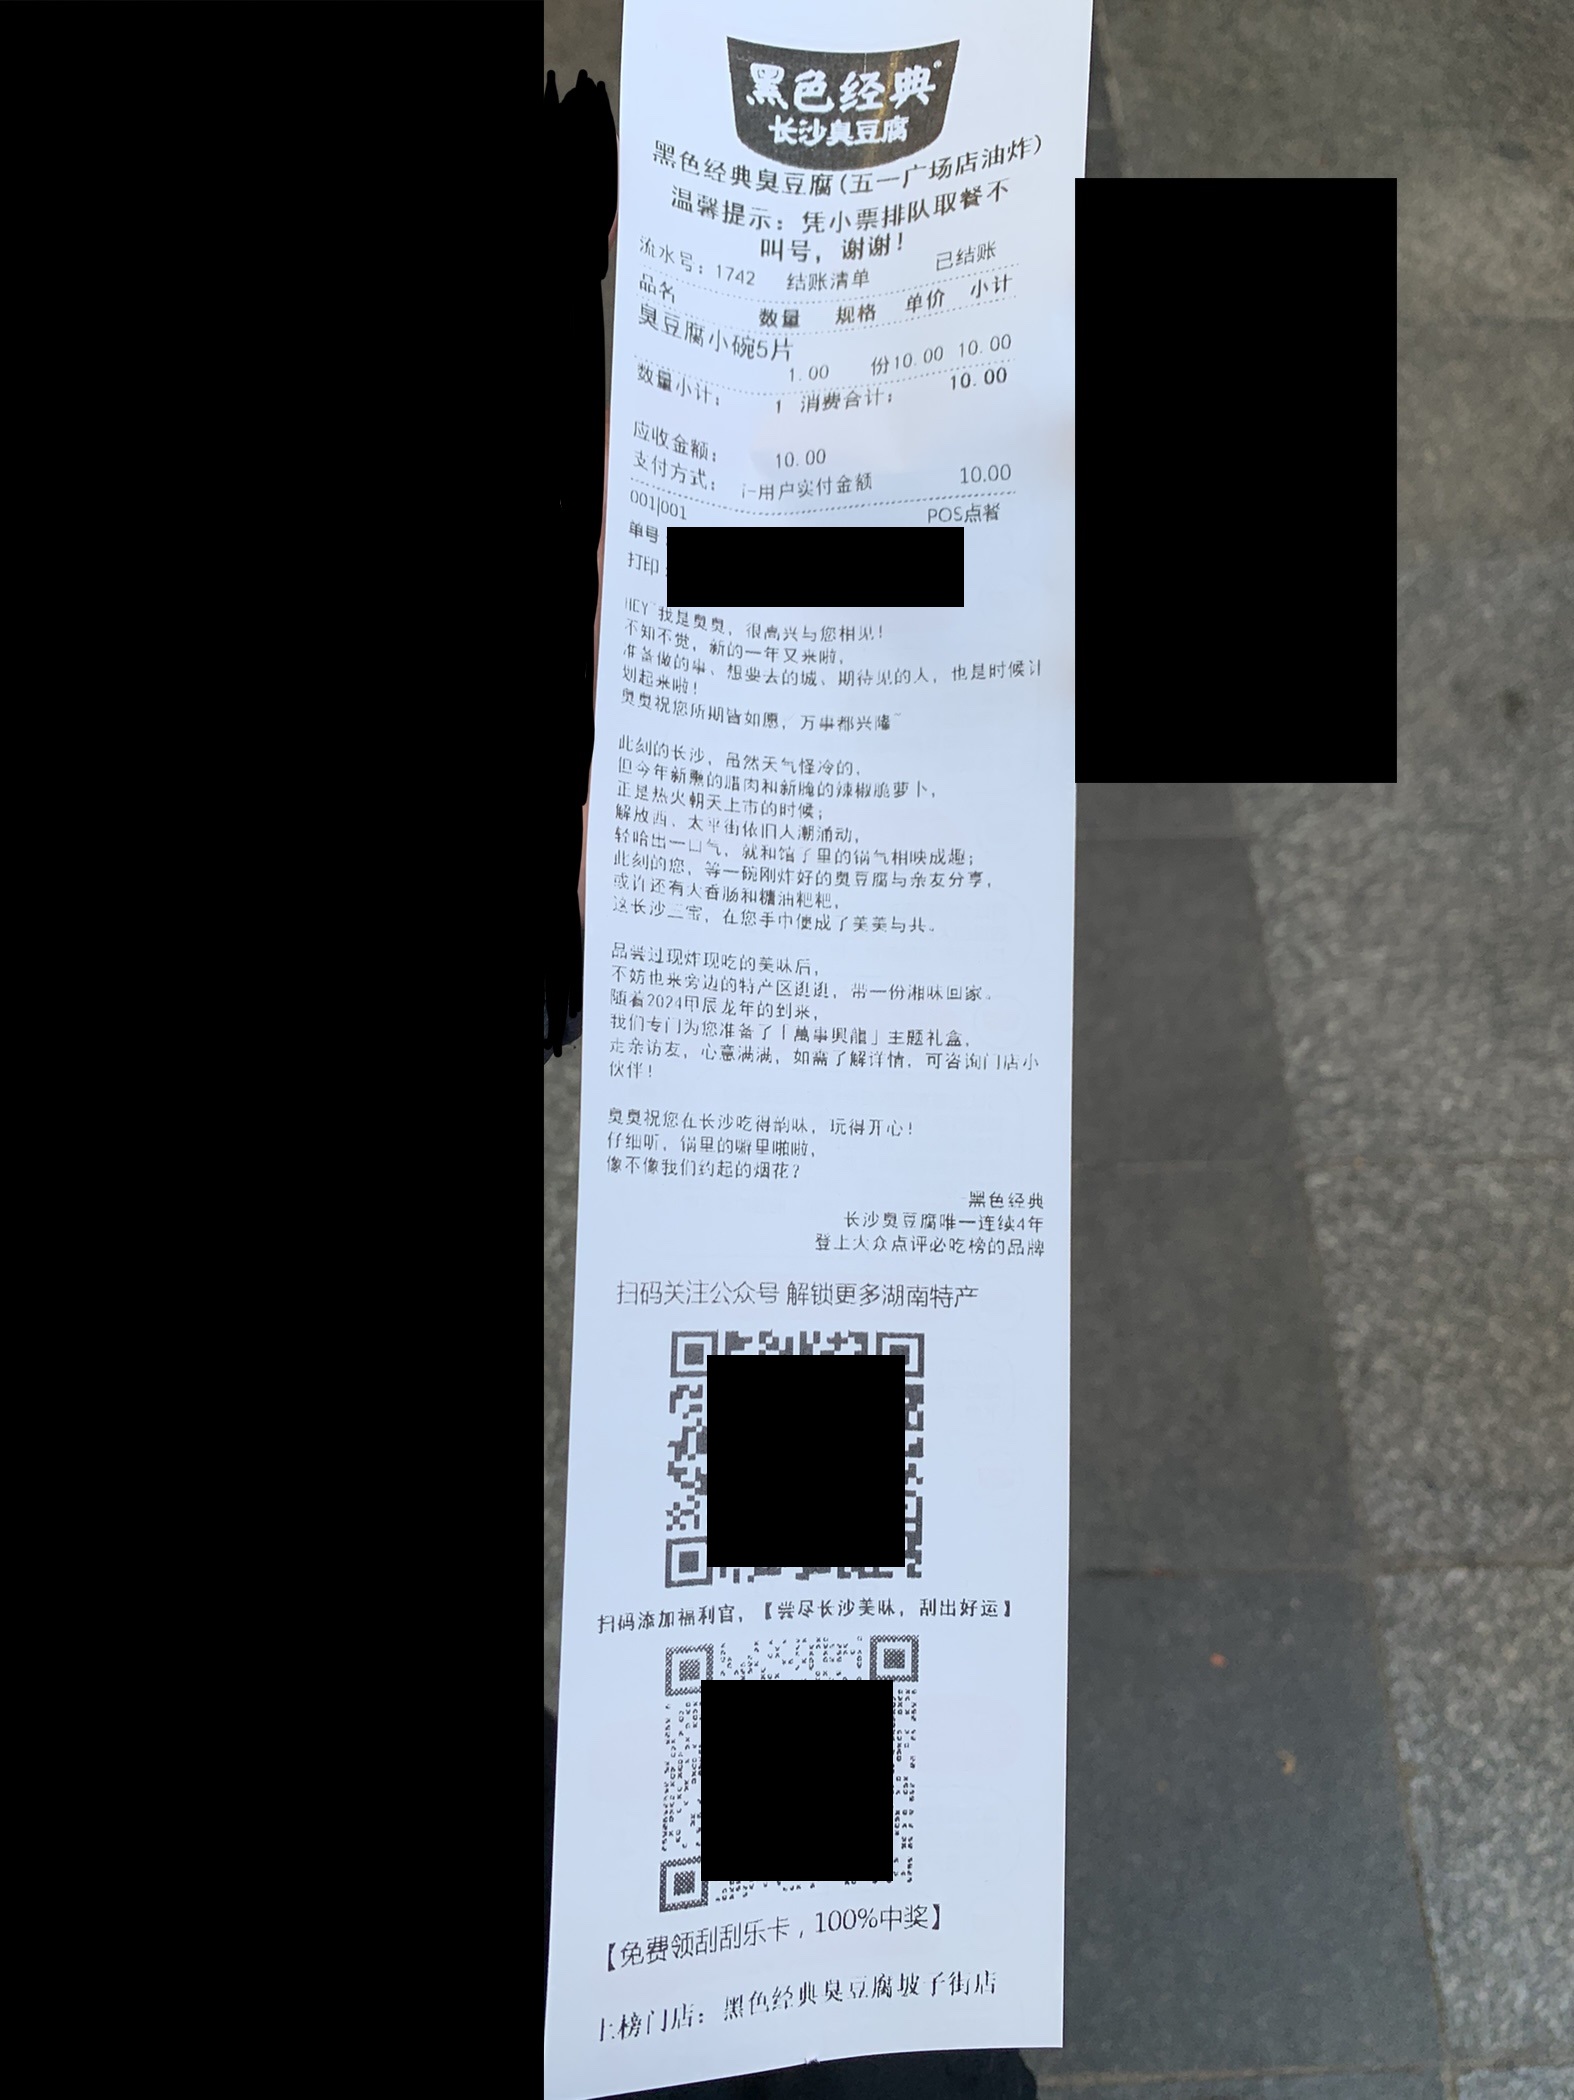 黑色经典®
长沙臭豆腐
黑色经典臭豆腐(五一广场店油炸)
温馨提示：凭小票排队取餐不
叫号，谢谢！
流水号：1742 结账清单 已结账
品名 数量 规格 单价 小计
臭豆腐小碗5片
1.00 份10.00 10.00
数量小计： 1 消费合计： 10.00
应收金额： 10.00
支付方式： i-用户实付金额 10.00
001|001 POS点餐
单号
打印：
HEY~我是臭臭，很高兴与您相见！
不知不觉，新的一年又来啦，
准备做的事、想要去的城、期待见的人，也是时候计
划起来啦！
臭臭祝您所期皆如愿，万事都兴隆~
此刻的长沙，虽然天气怪冷的，
但今年新熏的腊肉和新腌的辣椒脆萝卜，
正是热火朝天上市的时候；
解放西、太平街依旧人潮涌动，
轻哈出一口气，就和馆子里的锅气相映成趣；
此刻的您，等一碗刚炸好的臭豆腐与亲友分享，
或许还有大香肠和糖油粑粑，
这长沙三宝，在您手中便成了美美与共。
品尝过现炸现吃的美味后，
不妨也来旁边的特产区逛逛，带一份湘味回家。
随着2024甲辰龙年的到来，
我们专门为您准备了「萬事興龍」主题礼盒，
走亲访友，心意满满，如需了解详情，可咨询门店小
伙伴！
臭臭祝您在长沙吃得韵味，玩得开心！
仔细听，锅里的噼里啪啦，
像不像我们约起的烟花？
黑色经典
长沙臭豆腐唯一连续4年
登上大众点评必吃榜的品牌
扫码关注公众号 解锁更多湖南特产
扫码添加福利官，【尝尽长沙美味，刮出好运】
【免费领刮刮乐卡，100%中奖】
上榜门店：黑色经典臭豆腐坡子街店